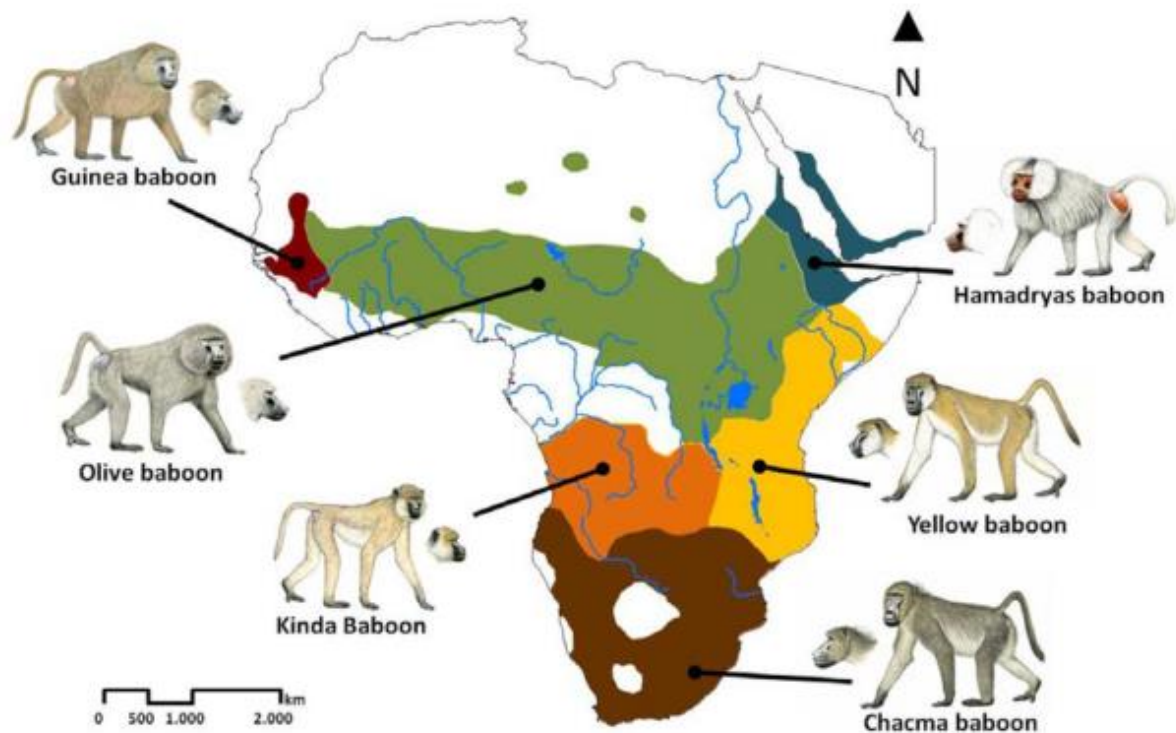 N
Guinea baboon
Hamadryas baboon
Olive baboon
Yellow baboon
Kinda Baboon
Chacma baboon
km
0 500 1.000 2.000